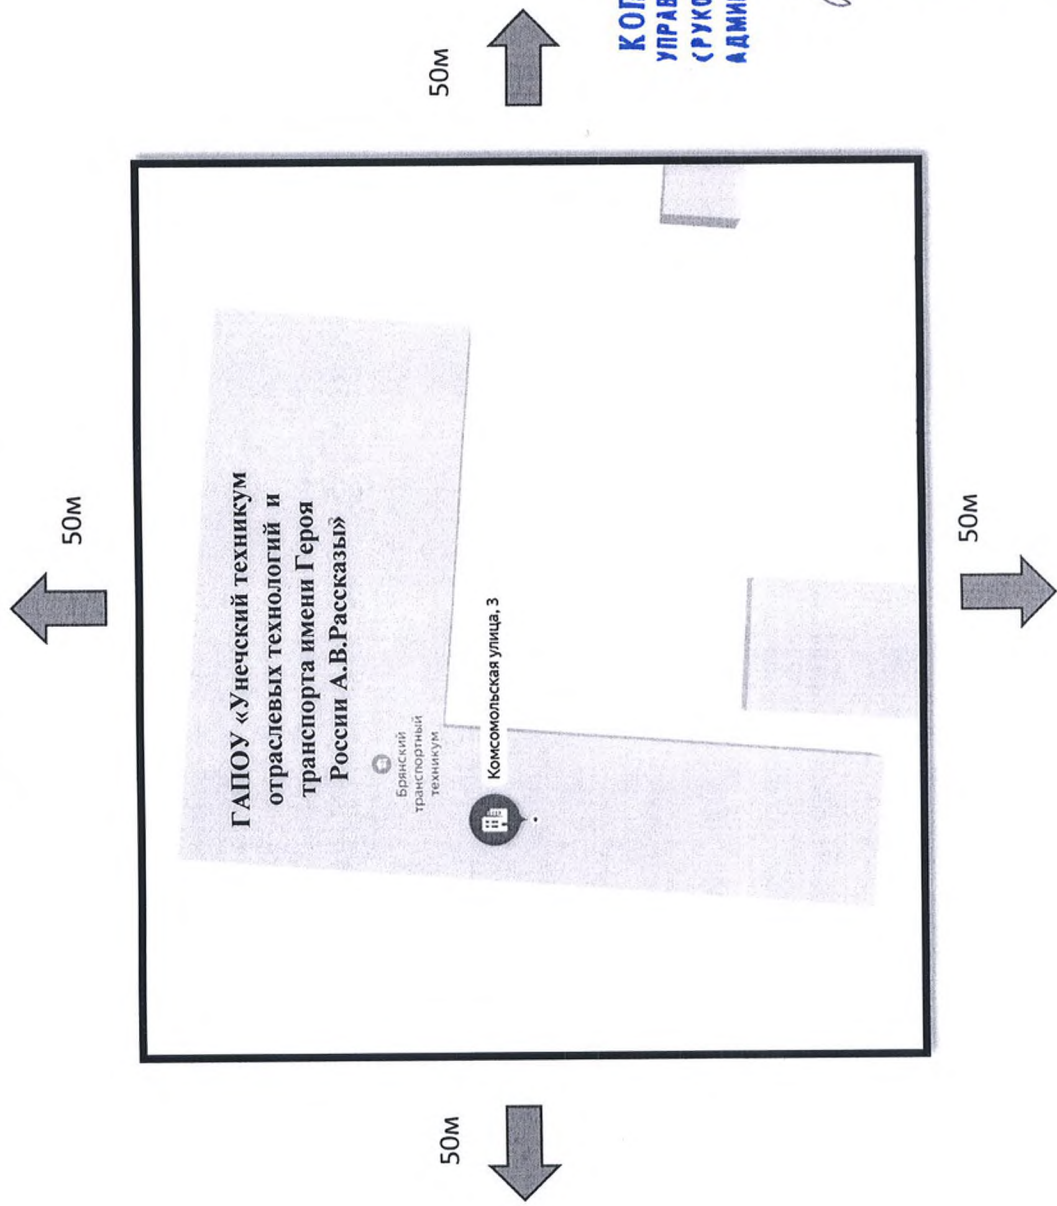 50м
50м
ГАПОУ «Унечский техникум
отраслевых технологий и
транспорта имени Героя
России А.В.Рассказы»
Брянский
транспортный
техникум
Комсомольская улица, 3
50м
50м